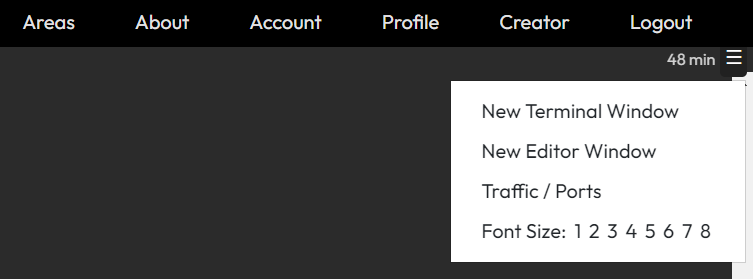 Areas About Account Profile Creator Logout
48 min ☰
New Terminal Window
New Editor Window
Traffic / Ports
Font Size: 1 2 3 4 5 6 7 8